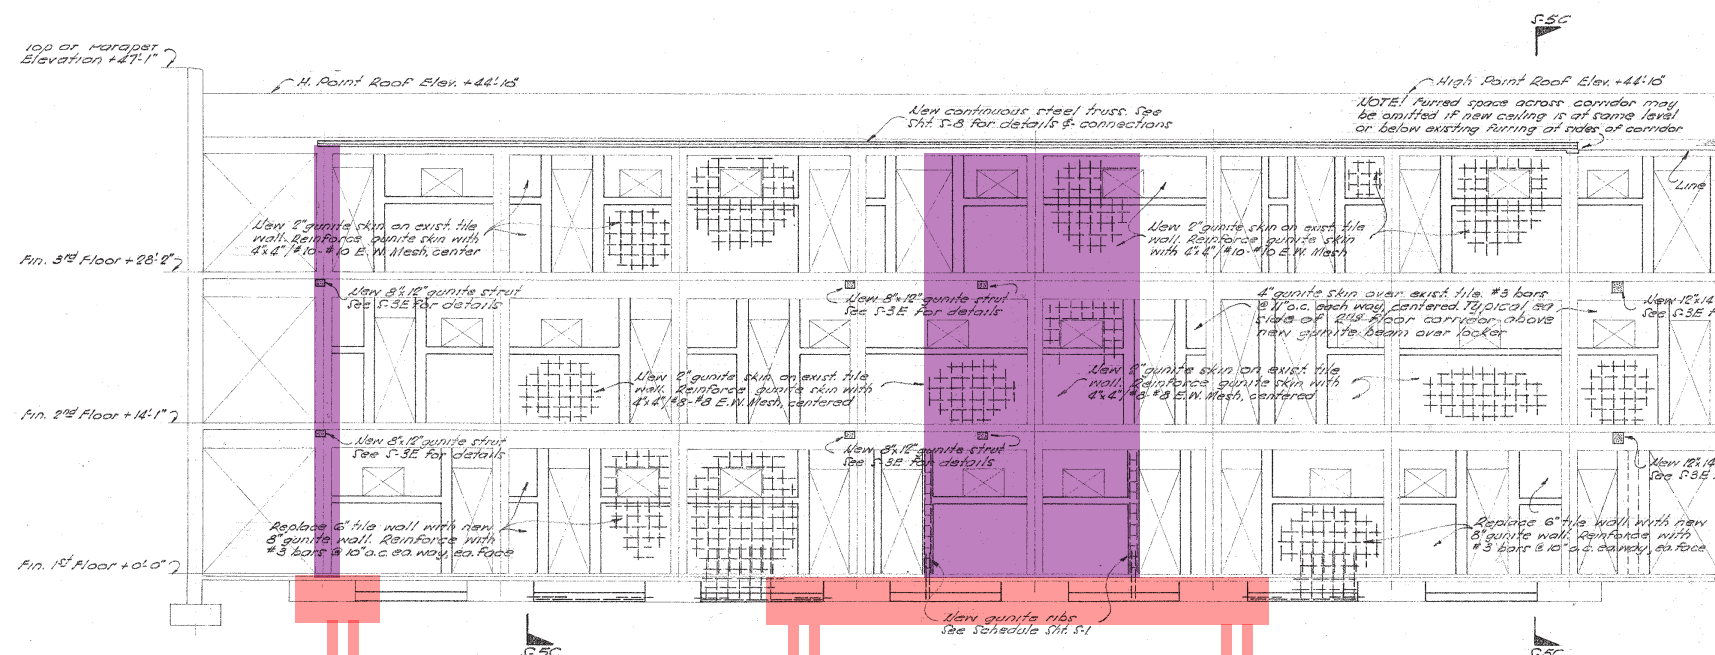 S-5C
Top of Parapet
Elevation +47'-1"
H. Point Roof Elev. +44'-10"
High Point Roof Elev. +44'-10"
NOTE! Furred space across corridor may
be omitted if new ceiling is at same level
or below existing furring at sides of corridor
New continuous steel truss. See
Sht. S-8 for details & connections
Line
New 2" gunite skin on exist. tile
wall. Reinforce gunite skin with
4"x4"/#10-#10 E.W. Mesh, center
New 2" gunite skin on exist. tile
wall. Reinforce gunite skin
with 4"x4"/#10-#10 E.W. Mesh
Fin. 3rd Floor +28'-2"
New 8"x12" gunite strut
See S-3E for details
New 8"x12" gunite strut
See S-3E for details
4" gunite skin over exist. tile. #3 bars
@ 11" o.c. each way, centered. Typical ea.
side of 2nd floor corridor above
new gunite beam over locker
New 12"x14
See S-3E
New 2" gunite skin on exist. tile
wall. Reinforce gunite skin with
4"x4"/#8-#8 E.W. Mesh, centered
New 2" gunite skin on exist. tile
wall. Reinforce gunite skin with
4"x4"/#8-#8 E.W. Mesh, centered
Fin. 2nd Floor +14'-1"
New 8"x12" gunite strut
See S-3E for details
New 8"x12" gunite strut
See S-3E for details
New 12"x14
See S-3E
Replace 6" tile wall with new
8" gunite wall. Reinforce with
#3 bars @ 10" o.c. ea. way, ea. face
Replace 6" tile wall with new
8" gunite wall. Reinforce with
#3 bars @ 10" o.c. ea. way, ea. face
Fin. 1st Floor +0'-0"
New gunite ribs
See Schedule Sht. S-1
S-5C
S-5C